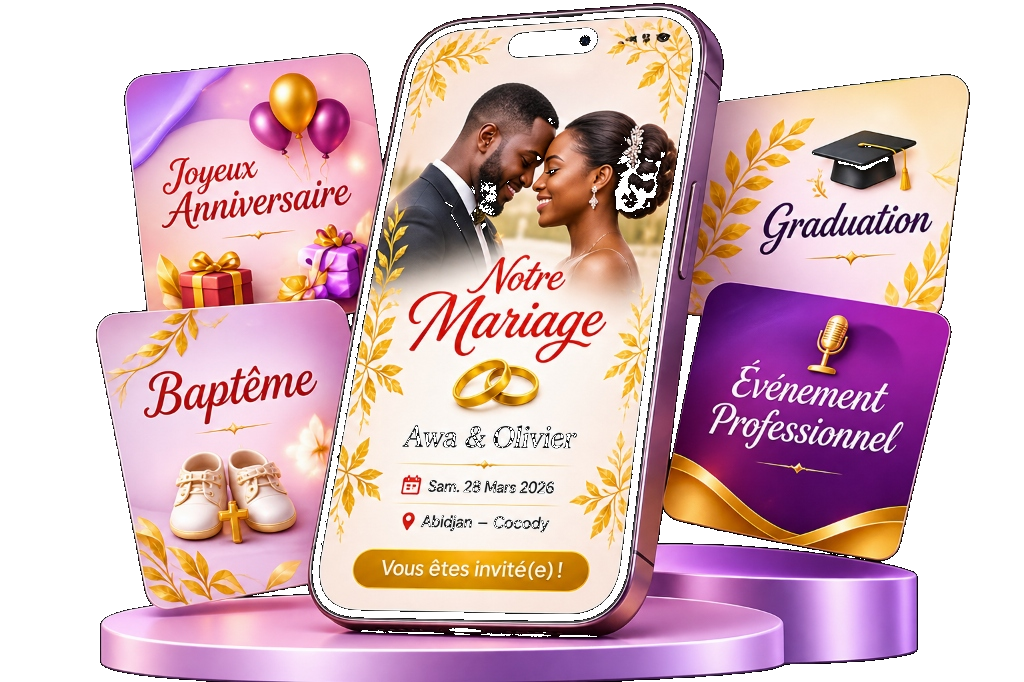 Joyeux
Anniversaire
Baptême
Notre
Mariage
Awa & Olivier
Sam. 28 Mars 2026
Abidjan – Cocody
Vous êtes invité(e) !
Graduation
Événement
Professionnel